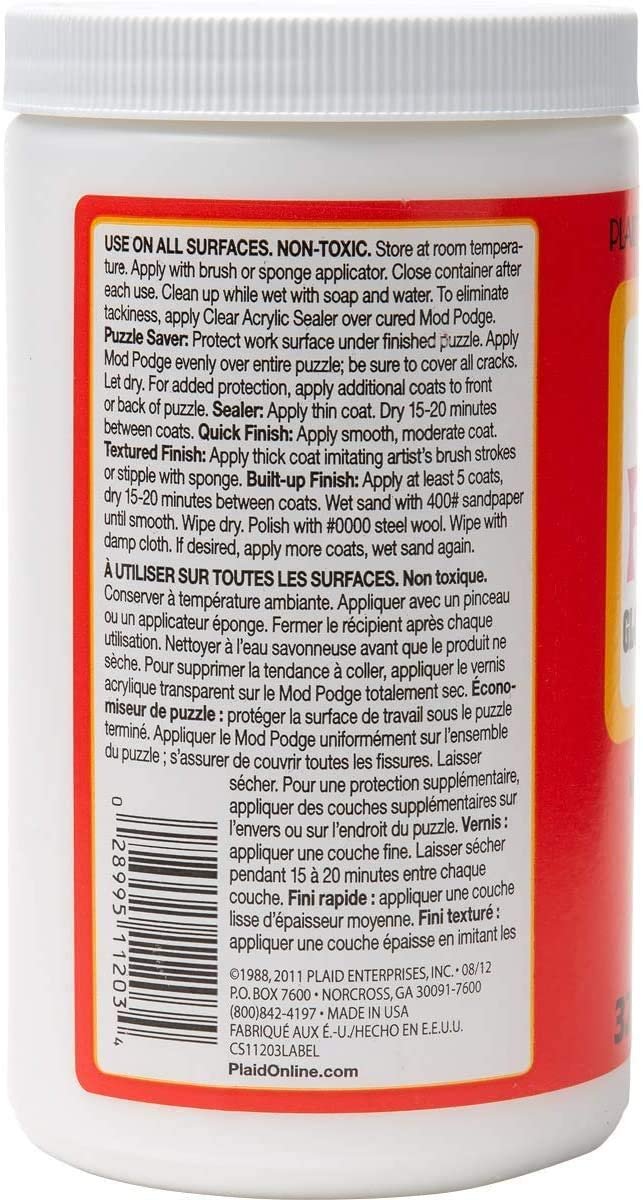 USE ON ALL SURFACES. NON-TOXIC. Store at room tempera-
ture. Apply with brush or sponge applicator. Close container after
each use. Clean up while wet with soap and water. To eliminate
tackiness, apply Clear Acrylic Sealer over cured Mod Podge.
Puzzle Saver: Protect work surface under finished puzzle. Apply
Mod Podge evenly over entire puzzle; be sure to cover all cracks.
Let dry. For added protection, apply additional coats to front
or back of puzzle. Sealer: Apply thin coat. Dry 15-20 minutes
between coats. Quick Finish: Apply smooth, moderate coat.
Textured Finish: Apply thick coat imitating artist's brush strokes
or stipple with sponge. Built-up Finish: Apply at least 5 coats,
dry 15-20 minutes between coats. Wet sand with 400# sandpaper
until smooth. Wipe dry. Polish with #0000 steel wool. Wipe with
damp cloth. If desired, apply more coats, wet sand again.
À UTILISER SUR TOUTES LES SURFACES. Non toxique.
Conserver à température ambiante. Appliquer avec un pinceau
ou un applicateur éponge. Fermer le récipient après chaque
utilisation. Nettoyer à l'eau savonneuse avant que le produit ne
sèche. Pour supprimer la tendance à coller, appliquer le vernis
acrylique transparent sur le Mod Podge totalement sec. Écono-
miseur de puzzle : protéger la surface de travail sous le puzzle
terminé. Appliquer le Mod Podge uniformément sur l'ensemble
du puzzle ; s'assurer de couvrir toutes les fissures. Laisser
sécher. Pour une protection supplémentaire,
appliquer des couches supplémentaires sur
l'envers ou sur l'endroit du puzzle. Vernis :
appliquer une couche fine. Laisser sécher
pendant 15 à 20 minutes entre chaque
couche. Fini rapide : appliquer une couche
lisse d'épaisseur moyenne. Fini texturé :
appliquer une couche épaisse en imitant les
0 28995 11203 4
©1988, 2011 PLAID ENTERPRISES, INC. • 08/12
P.O. BOX 7600 • NORCROSS, GA 30091-7600
(800)842-4197 • MADE IN USA
FABRIQUÉ AUX É.-U./HECHO EN E.E.U.U.
CS11203LABEL
PlaidOnline.com